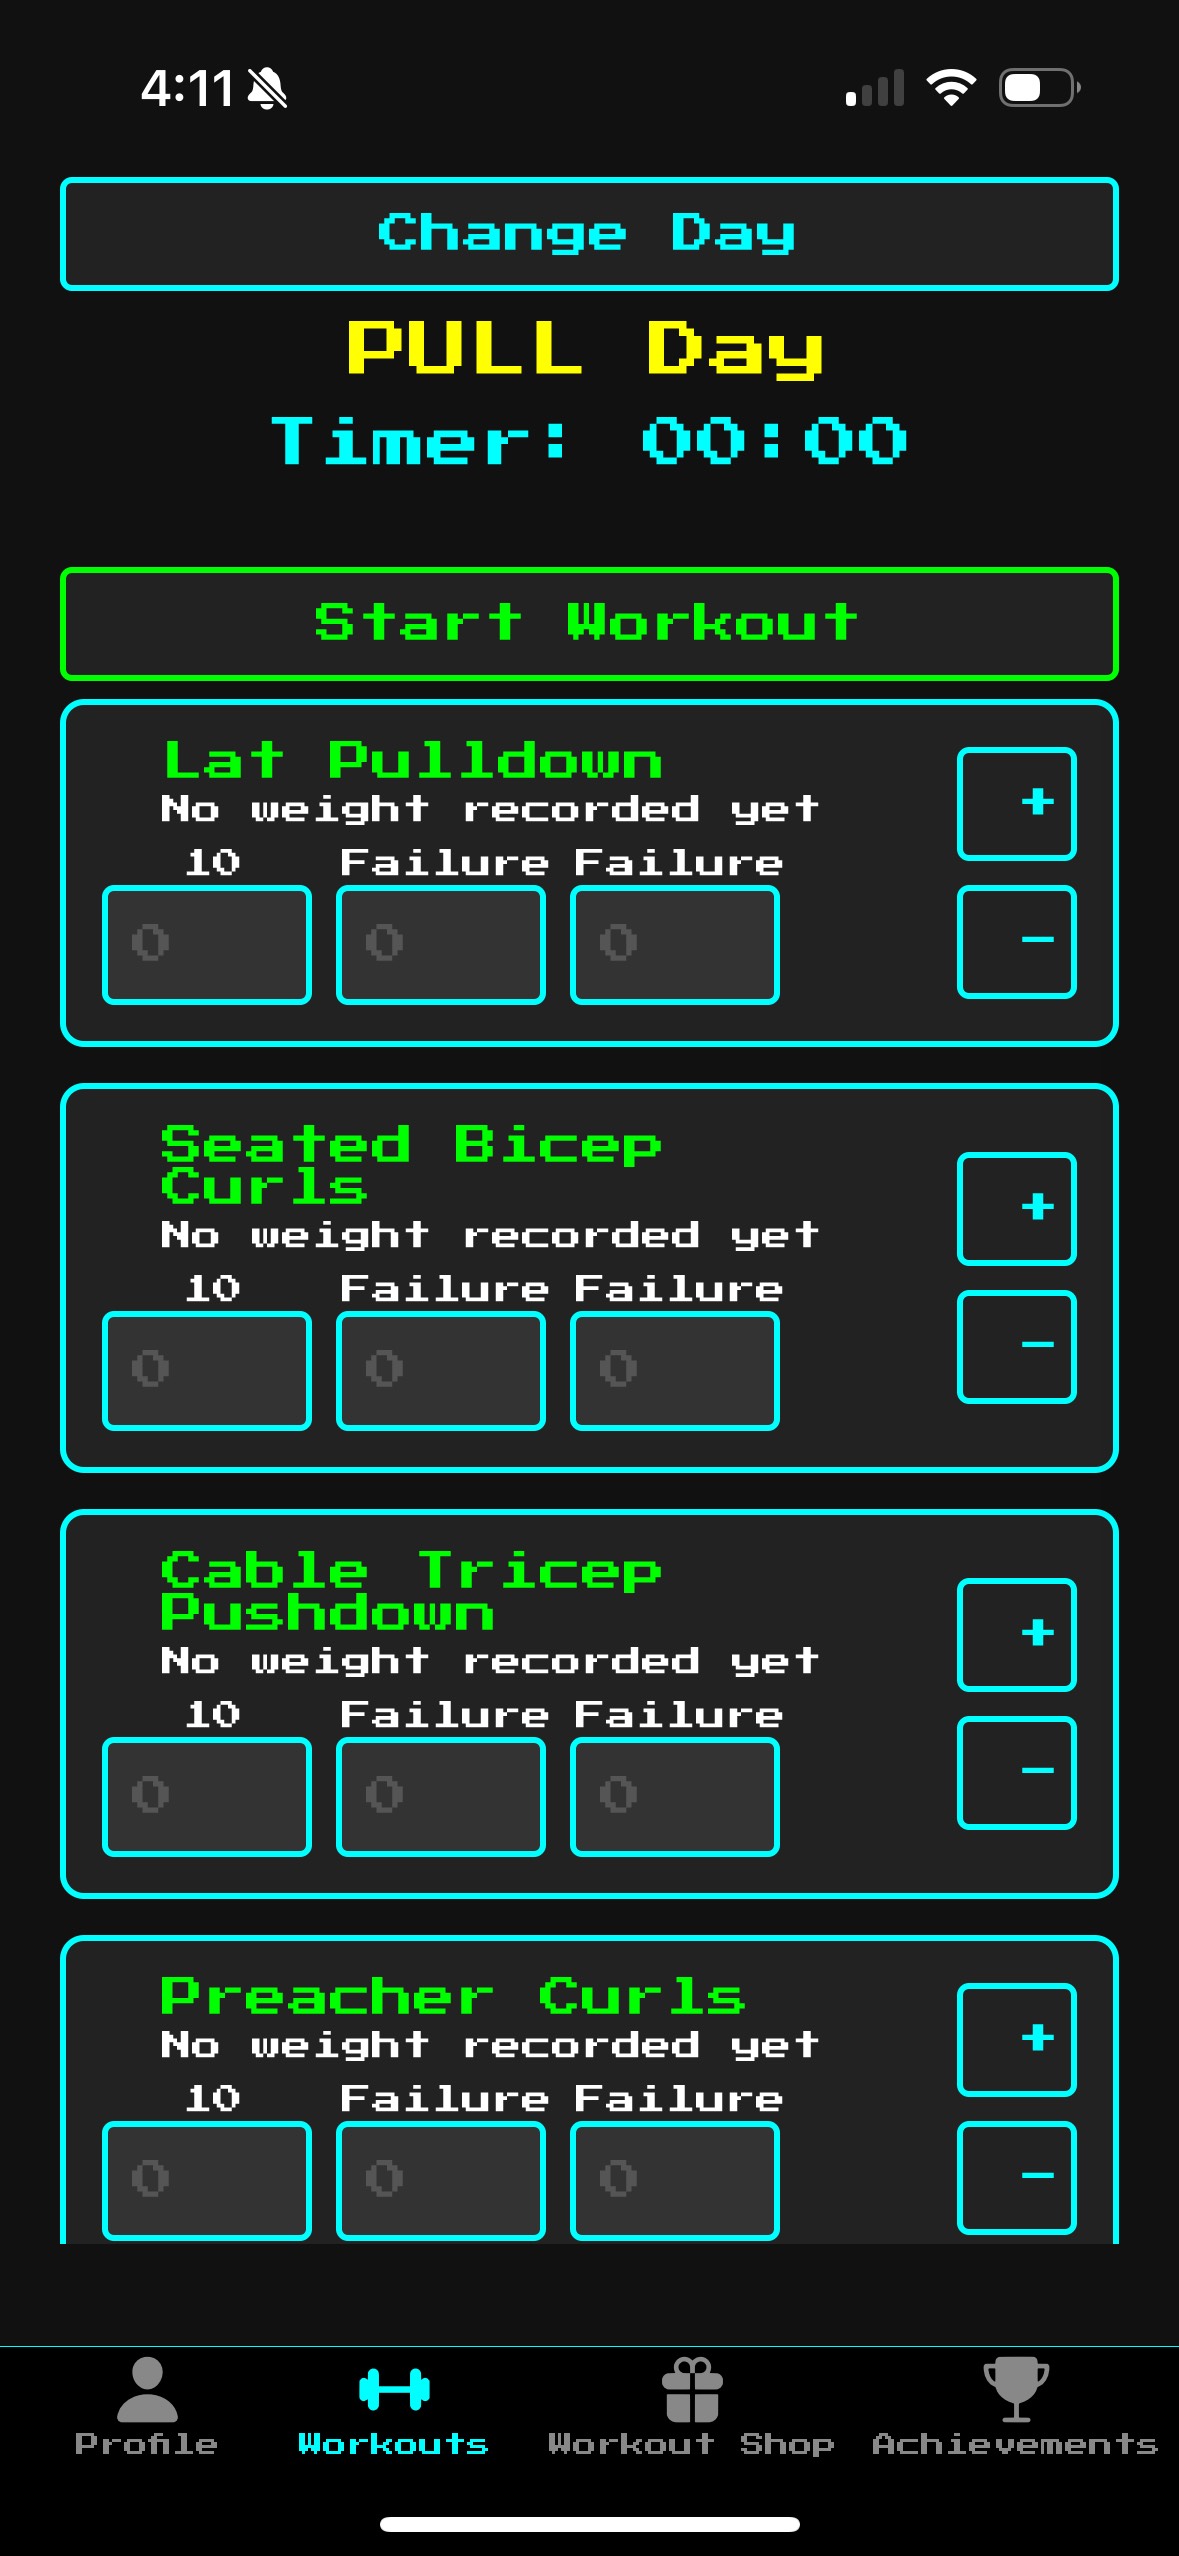 4:11
Change Day
PULL Day
Timer: 00:00
Start Workout
Lat Pulldown
No weight recorded yet
10 Failure Failure
0 0 0
+
-
Seated Bicep
Curls
No weight recorded yet
10 Failure Failure
0 0 0
+
-
Cable Tricep
Pushdown
No weight recorded yet
10 Failure Failure
0 0 0
+
-
Preacher Curls
No weight recorded yet
10 Failure Failure
0 0 0
+
-
Profile Workouts Workout Shop Achievements